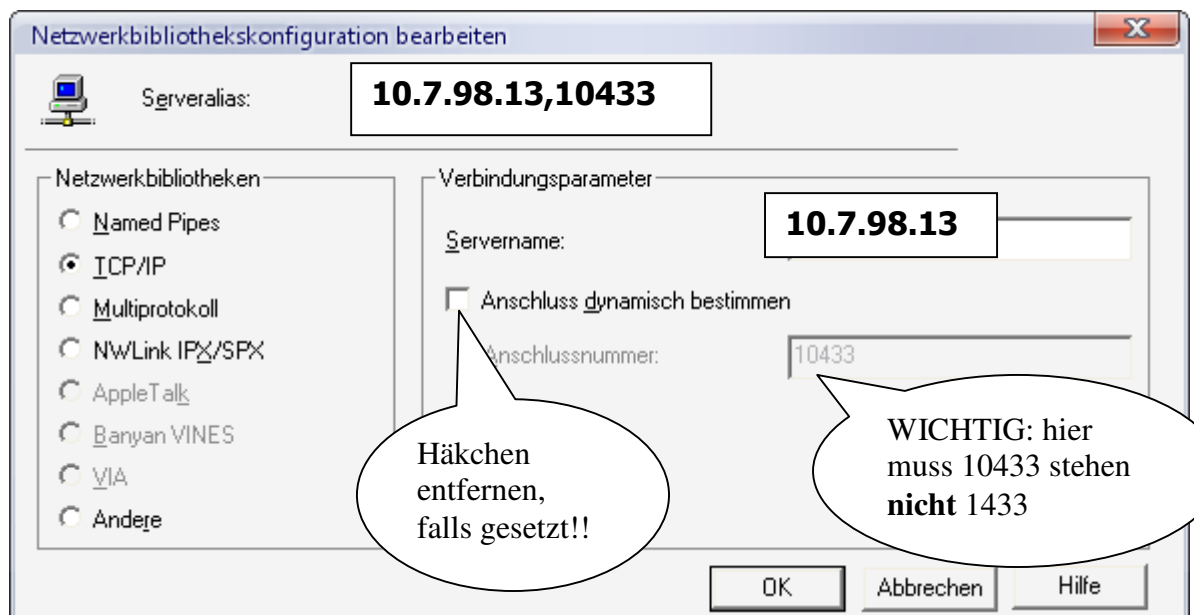 Netzwerkbibliothekskonfiguration bearbeiten
Serveralias:
10.7.98.13,10433
Netzwerkbibliotheken
Named Pipes
TCP/IP
Multiprotokoll
NWLink IPX/SPX
AppleTalk
Banyan VINES
VIA
Andere
Verbindungsparameter
Servername:
10.7.98.13
Anschluss dynamisch bestimmen
Anschlussnummer:
10433
Häkchen
entfernen,
falls gesetzt!!
WICHTIG: hier
muss 10433 stehen
nicht 1433
OK
Abbrechen
Hilfe